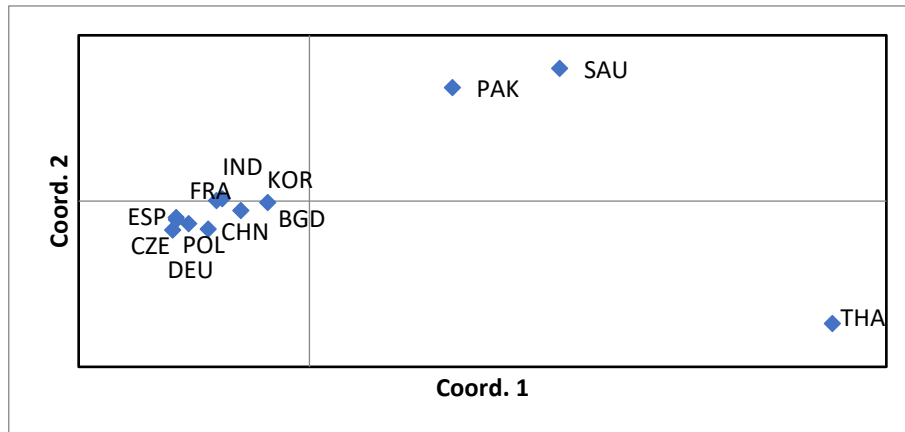 SAU
PAK
IND
FRA KOR
ESP BGD
CZE POL CHN
DEU
THA
Coord. 2
Coord. 1